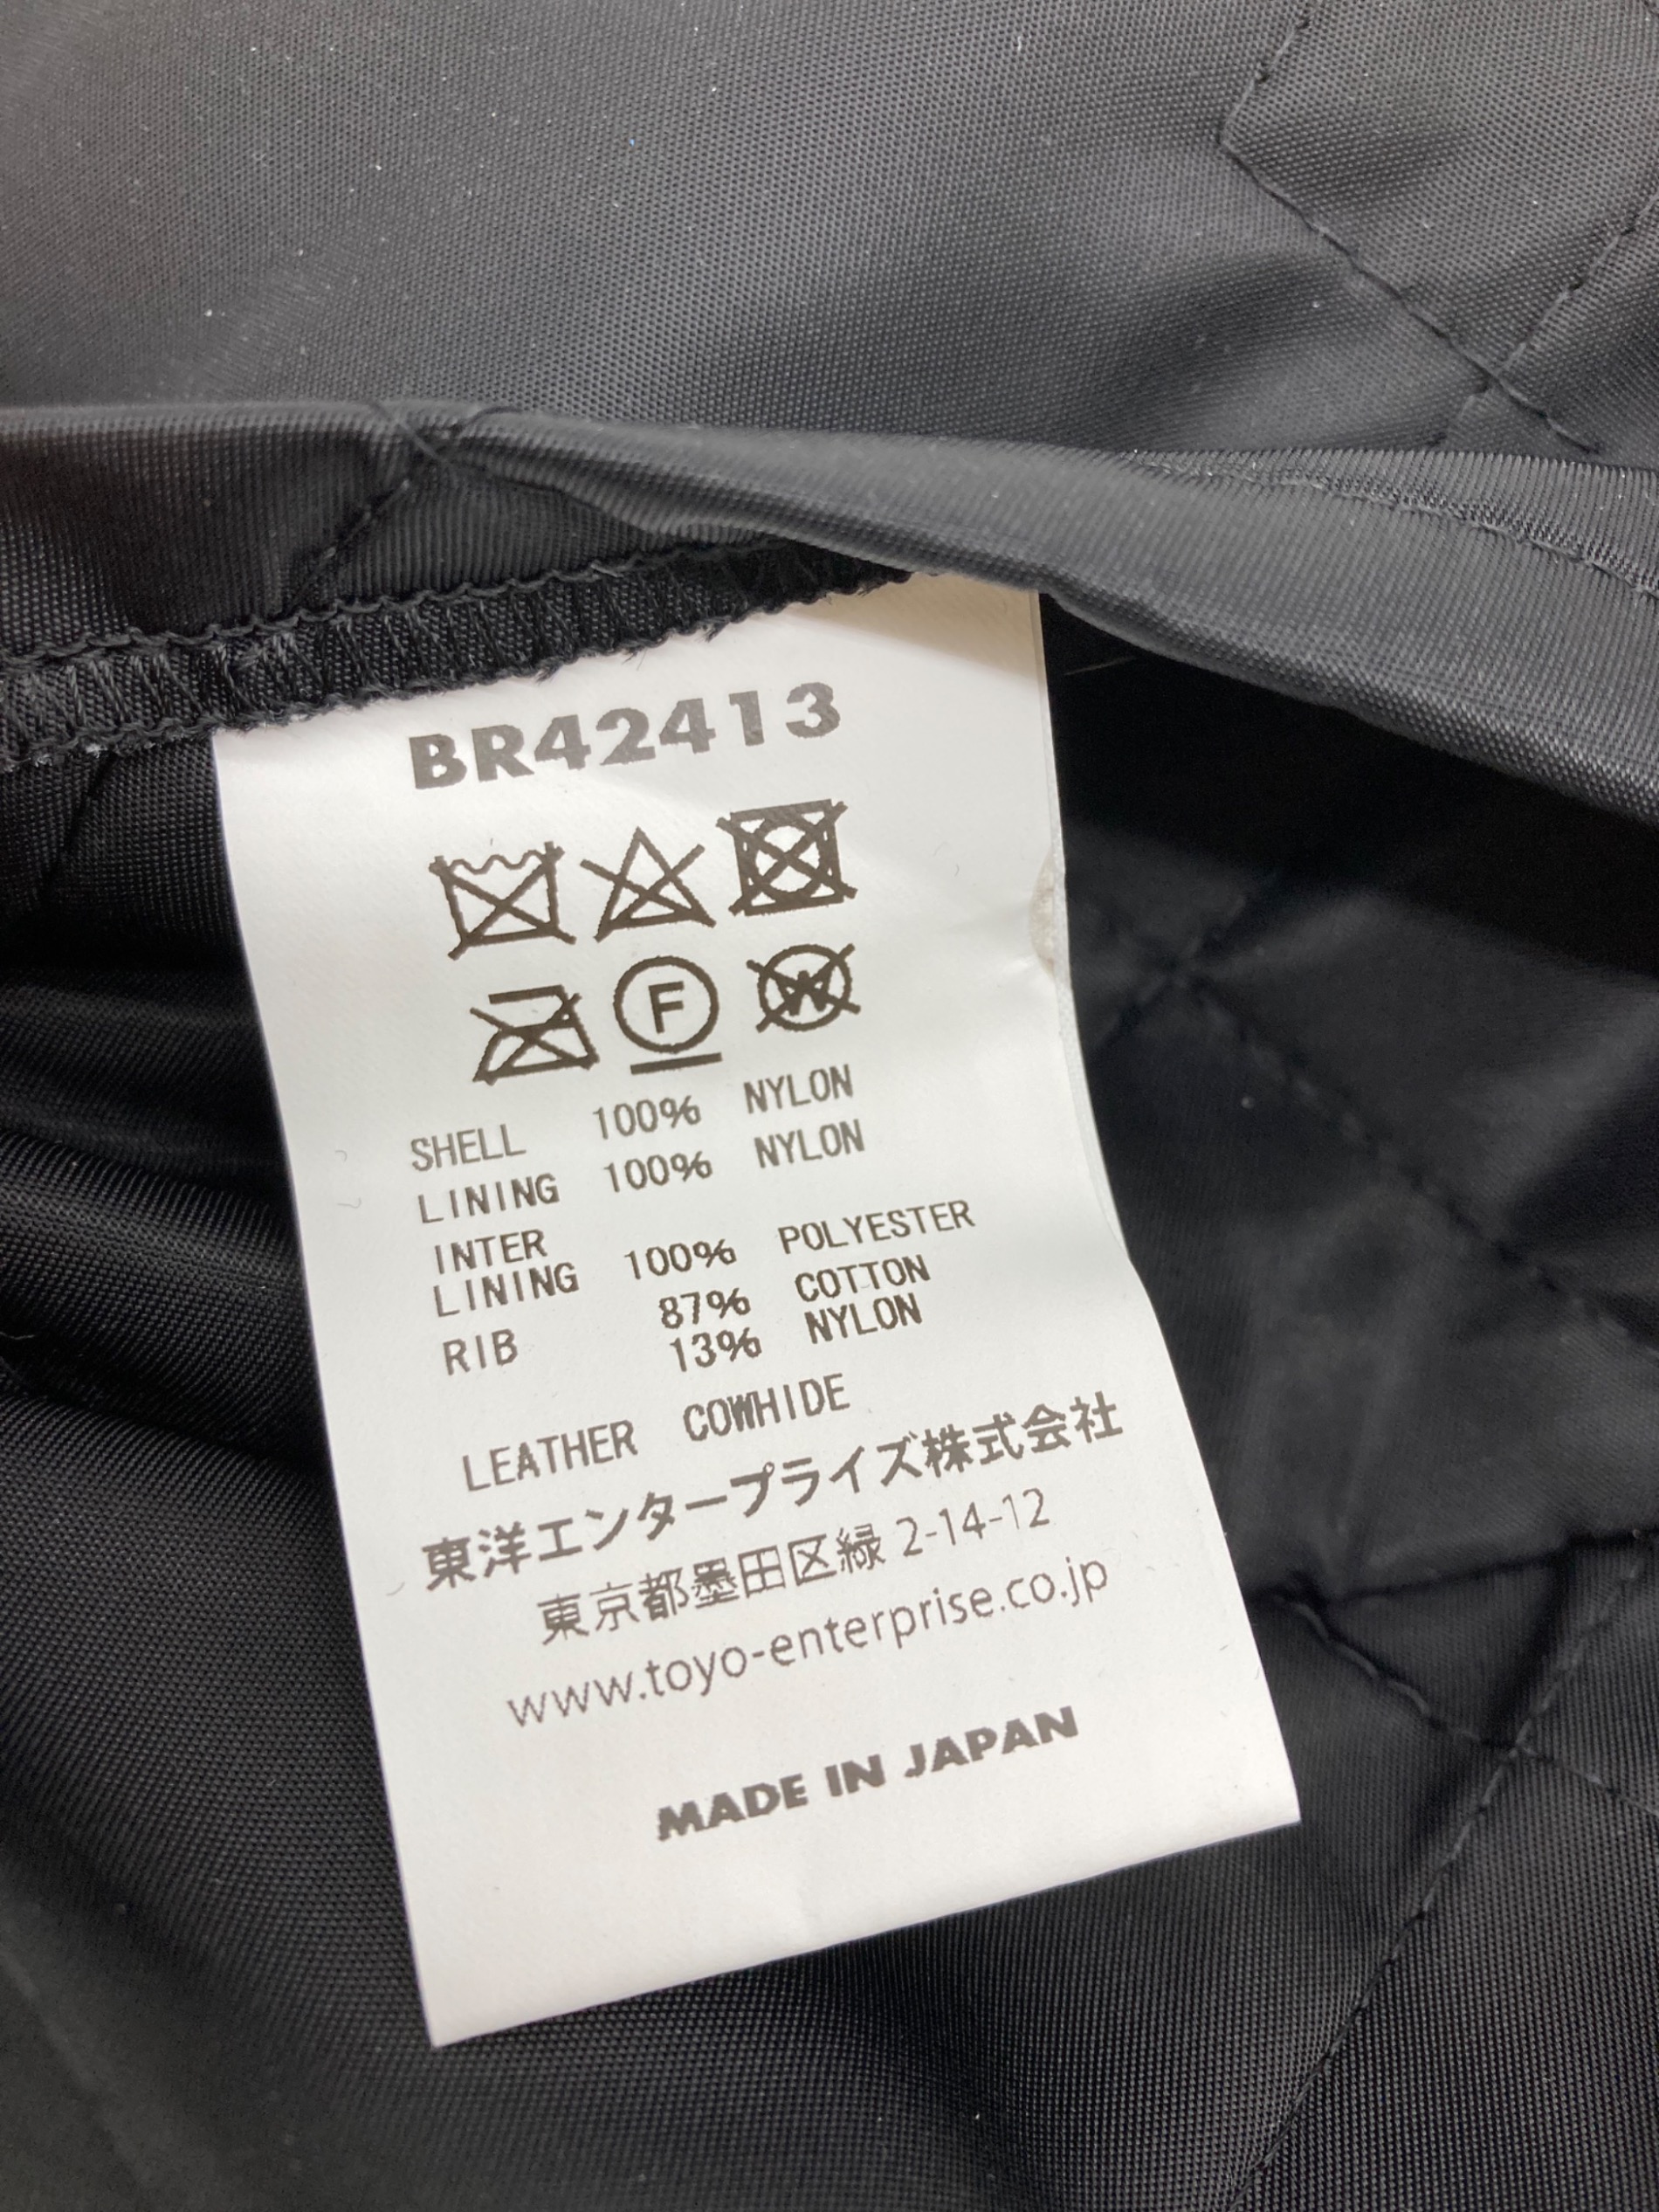 BR42413
F
W
SHELL 100% NYLON
LINING 100% NYLON
INTER
LINING 100% POLYESTER
87% COTTON
RIB 13% NYLON
LEATHER COWHIDE
東洋エンタープライズ株式会社
東京都墨田区緑 2-14-12
www.toyo-enterprise.co.jp
MADE IN JAPAN